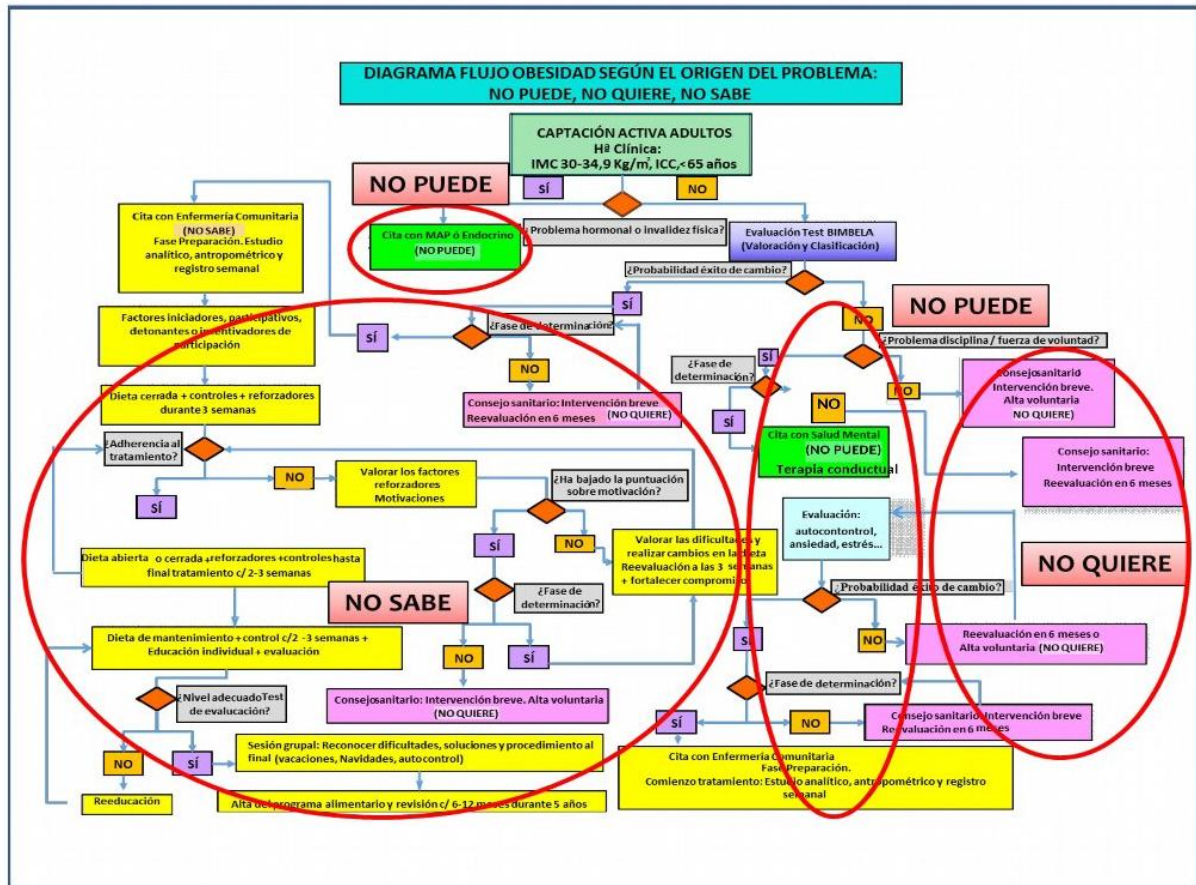 DIAGRAMA FLUJO OBESIDAD SEGÚN EL ORIGEN DEL PROBLEMA:
NO PUEDE, NO QUIERE, NO SABE
CAPTACIÓN ACTIVA ADULTOS
Hª Clínica:
IMC 30-34,9 Kg/m², ICC,<65 años
NO PUEDE
SÍ
NO
Cita con Enfermería Comunitaria
(NO SABE)
Fase Preparación. Estudio
analítico, antropométrico y
registro semanal
Cita con MAP ó Endocrino
(NO PUEDE)
¿Problema hormonal o invalidez física?
Evaluación Test BIMBELA
(Valoración y Clasificación)
¿Probabilidad éxito de cambio?
SÍ
NO
NO PUEDE
Factores iniciadores, participativos,
detonantes o incentivadores de
participación
SÍ
¿Fase de determinación?
NO
¿Problema disciplina / fuerza de voluntad?
SÍ
¿Fase de
determinación?
NO
Consejo sanitario
Intervención breve.
Alta voluntaria
NO QUIERE
Dieta cerrada + controles + reforzadores
durante 3 semanas
Consejo sanitario: Intervención breve
Reevaluación en 6 meses (NO QUIERE)
NO
SÍ
Cita con Salud Mental
(NO PUEDE)
Terapia conductual
Consejo sanitario:
Intervención breve
Reevaluación en 6 meses
¿Adherencia al
tratamiento?
NO
SÍ
Valorar los factores
reforzadores
Motivaciones
¿Ha bajado la puntuación
sobre motivación?
SÍ
NO
Valorar las dificultades y
realizar cambios en la dieta
Reevaluación a las 3 semanas
+ fortalecer compromiso
Evaluación:
autocontontrol,
ansiedad, estrés...
NO QUIERE
Dieta abierta o cerrada +reforzadores +controles hasta
final tratamiento c/ 2-3 semanas
NO SABE
¿Fase de
determinación?
¿Probabilidad éxito de cambio?
Dieta de mantenimiento + control c/2 -3 semanas +
Educación individual + evaluación
NO
SÍ
SÍ
NO
Reevaluación en 6 meses o
Alta voluntaria (NO QUIERE)
¿Nivel adecuado Test
de evalucación?
Consejo sanitario: Intervención breve. Alta voluntaria
(NO QUIERE)
¿Fase de determinación?
SÍ
NO
Consejo sanitario: Intervención breve
Reevaluación en 6 meses
NO
SÍ
Sesión grupal: Reconocer dificultades, soluciones y procedimiento al
final (vacaciones, Navidades, autocontrol)
Cita con Enfermería Comunitaria
Fase Preparación.
Comienzo tratamiento: Estudio analítico, antropométrico y registro
semanal
Reeducación
Alta del programa alimentario y revisión c/ 6-12 meses durante 5 años